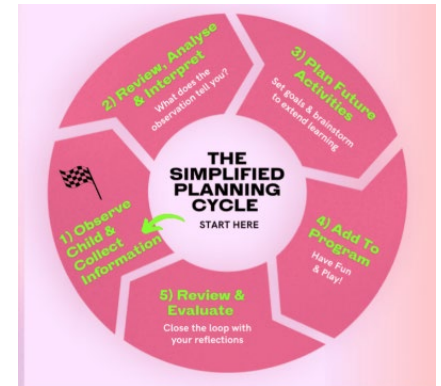 THE
SIMPLIFIED
PLANNING
CYCLE
START HERE
1) Observe
Child &
Collect
Information
2) Review, Analyse
& Interpret
What does the
observation tell you?
3) Plan Future
Activities
Set goals & brainstorm
to extend learning
4) Add To
Program
Have Fun
& Play!
5) Review &
Evaluate
Close the loop with
your reflections